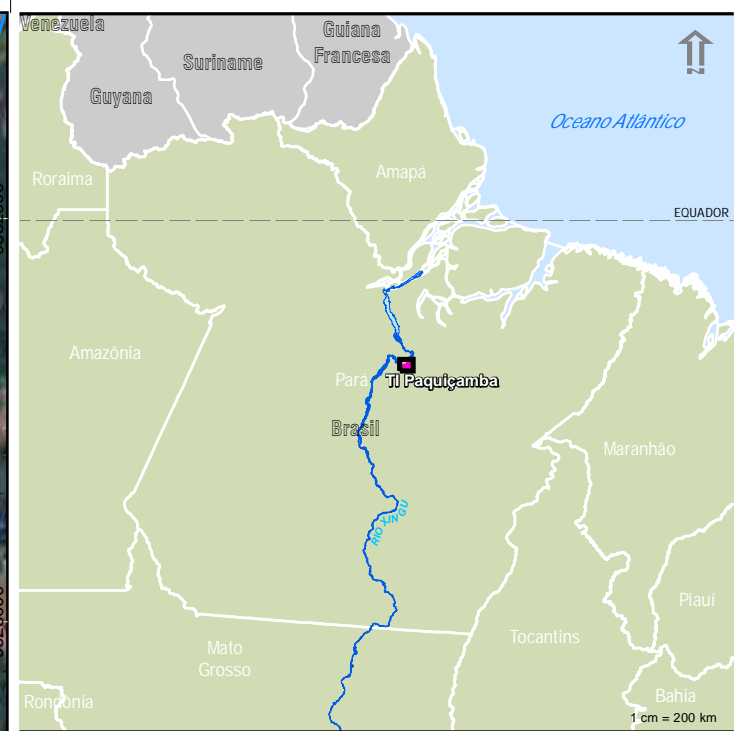 Venezuela
Guiana
Francesa
Suriname
Guyana
Oceano Atlântico
Roraima
Amapá
EQUADOR
Amazônia
Pará
TI Paquiçamba
Brasil
Maranhão
RIO XINGU
Piauí
Tocantins
Mato
Grosso
Rondônia
Bahia
1 cm = 200 km
N